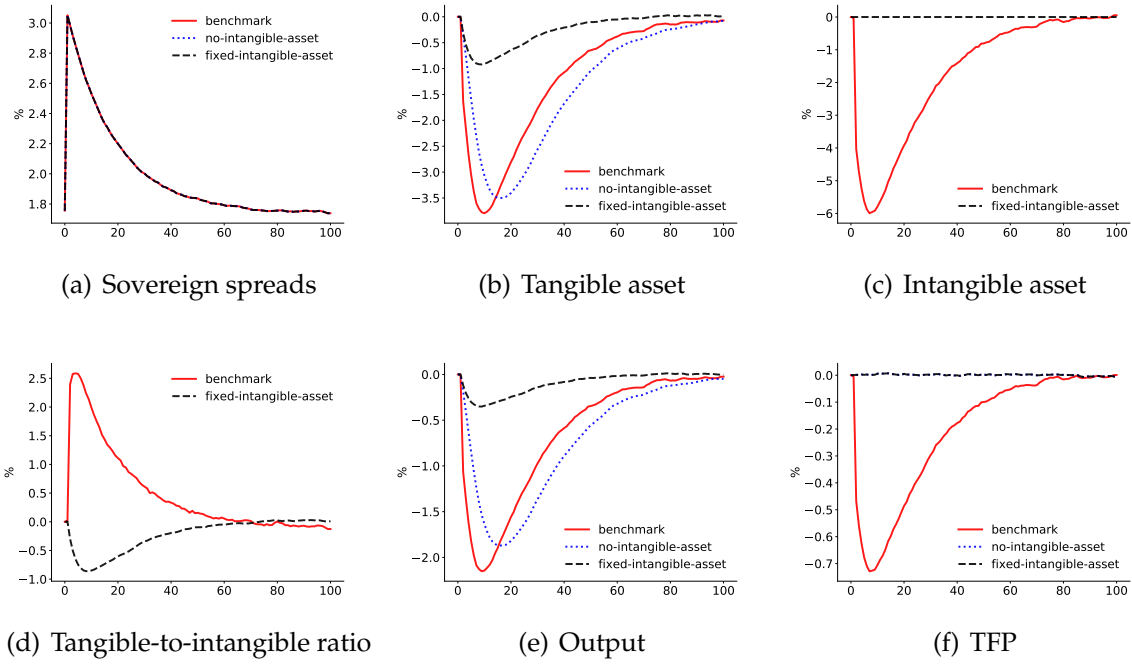 3.0
2.8
2.6
2.4
2.2
2.0
1.8
%
benchmark
no-intangible-asset
fixed-intangible-asset
0 20 40 60 80 100
(a) Sovereign spreads
0.0
−0.5
−1.0
−1.5
−2.0
−2.5
−3.0
−3.5
%
benchmark
no-intangible-asset
fixed-intangible-asset
0 20 40 60 80 100
(b) Tangible asset
0
−1
−2
−3
−4
−5
−6
%
benchmark
fixed-intangible-asset
0 20 40 60 80 100
(c) Intangible asset
2.5
2.0
1.5
1.0
0.5
0.0
−0.5
−1.0
%
benchmark
fixed-intangible-asset
0 20 40 60 80 100
(d) Tangible-to-intangible ratio
0.0
−0.5
−1.0
−1.5
−2.0
%
benchmark
no-intangible-asset
fixed-intangible-asset
0 20 40 60 80 100
(e) Output
0.0
−0.1
−0.2
−0.3
−0.4
−0.5
−0.6
−0.7
%
benchmark
no-intangible-asset
fixed-intangible-asset
0 20 40 60 80 100
(f) TFP